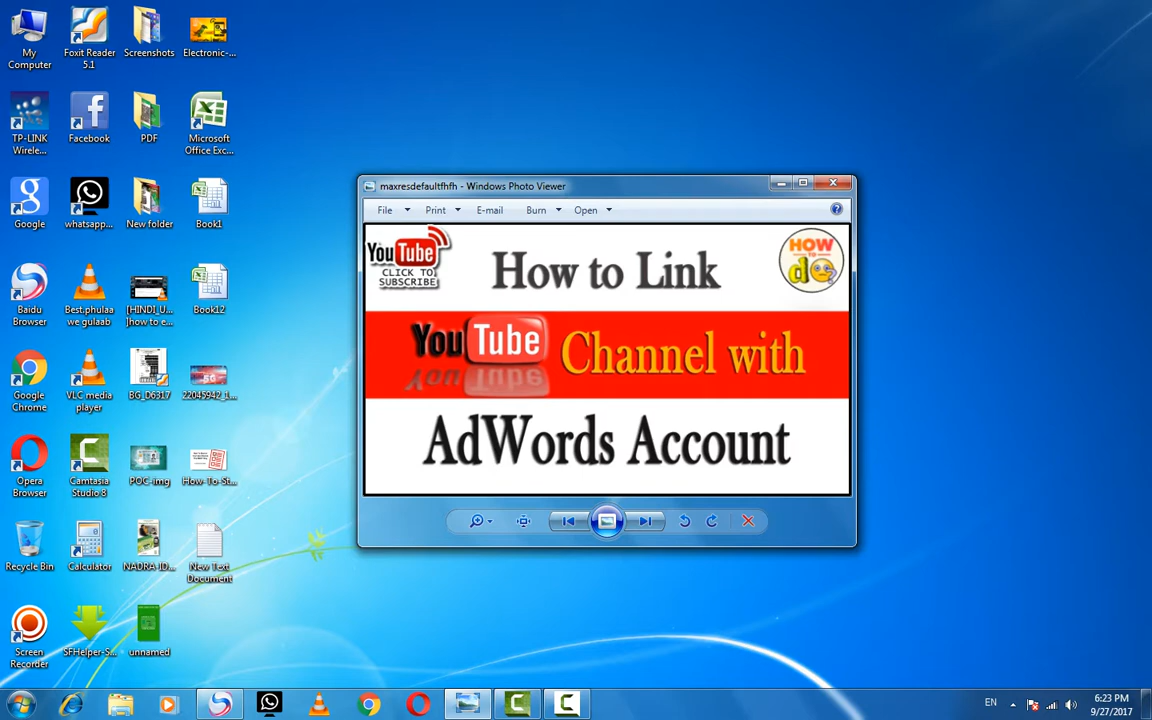 My Computer
Foxit Reader 5.1
Screenshots
Electronic-...
TP-LINK Wirele...
Facebook
PDF
Microsoft Office Exc...
Google
whatsapp...
New folder
Book1
Baidu Browser
Best.phulaa we gulaab
[HINDI_U... ]how to e...
Book12
Google Chrome
VLC media player
BG_D6317
22045942_1...
Opera Browser
Camtasia Studio 8
POC-img
How-To-St...
Recycle Bin
Calculator
NADRA-ID...
New Text Document
Screen Recorder
SFHelper-S...
unnamed
maxresdefaultfhfh - Windows Photo Viewer
File Print E-mail Burn Open
YouTube
CLICK TO
SUBSCRIBE
How to Link
HOW
TO
do
YouTube Channel with
AdWords Account
EN
6:23 PM
9/27/2017